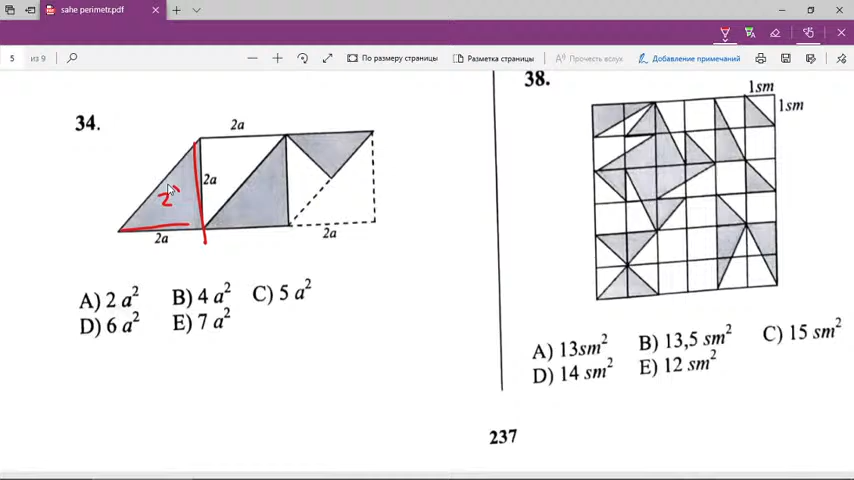 sahe perimetr.pdf
5 из 9
По размеру страницы
Разметка страницы
Прочесть вслух
Добавление примечаний
34.
2a
2a
2a
2a
2
A) 2 a² B) 4 a² C) 5 a²
D) 6 a² E) 7 a²
38.
1sm
1sm
A) 13sm² B) 13,5 sm² C) 15 sm²
D) 14 sm² E) 12 sm²
237